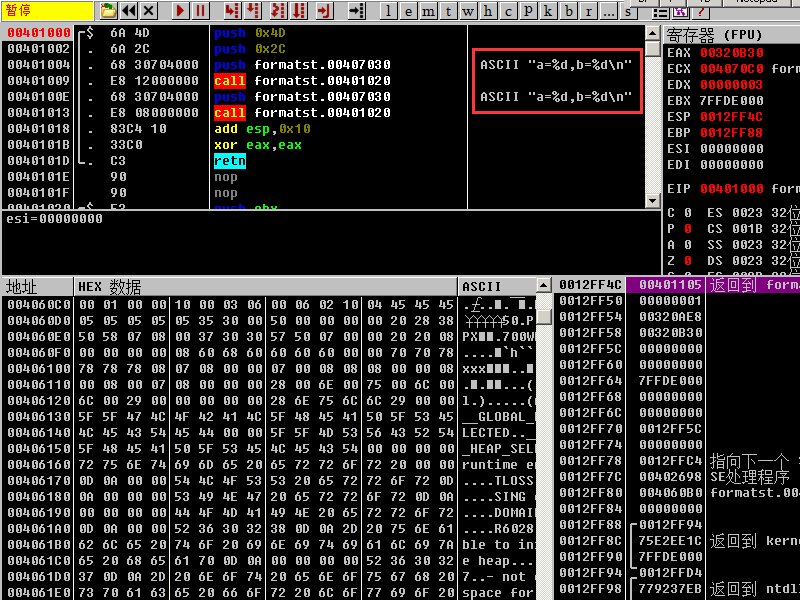 暂停
l e m t w h c p k b r ... s
00401000 $ 6A 4D push 0x4D
00401002 . 6A 2C push 0x2C
00401004 . 68 30704000 push formatst.00407030 ASCII "a=%d,b=%d\n"
00401009 . E8 12000000 call formatst.00401020
0040100E . 68 30704000 push formatst.00407030 ASCII "a=%d,b=%d\n"
00401013 . E8 08000000 call formatst.00401020
00401018 . 83C4 10 add esp,0x10
0040101B . 33C0 xor eax,eax
0040101D . C3 retn
0040101E 90 nop
0040101F 90 nop
00401020 $ 53 push ebx
esi=00000000
寄存器 (FPU)
EAX 00320B30
ECX 004070C0 form
EDX 00000003
EBX 7FFDE000
ESP 0012FF4C
EBP 0012FF88
ESI 00000000
EDI 00000000
EIP 00401000 form
C 0 ES 0023 32位
P 0 CS 001B 32位
A 0 SS 0023 32位
Z 0 DS 0023 32位
地址 HEX 数据 ASCII
004060C0 00 01 00 00 10 00 03 06 00 06 02 10 04 45 45 45
004060D0 05 05 05 05 05 35 30 00 50 00 00 00 00 20 28 38 50.P
004060E0 50 58 07 08 00 37 30 30 57 50 07 00 00 20 20 08 PX■■.700W
004060F0 00 00 00 00 08 60 68 60 60 60 60 00 00 70 70 78 ....■`h``
00406100 78 78 78 08 07 08 00 00 07 00 08 08 08 00 00 08 xxx■■■..■
00406110 00 08 00 07 08 00 00 00 28 00 6E 00 75 00 6C 00 .■.■■...(
00406120 6C 00 29 00 00 00 00 00 28 6E 75 6C 6C 29 00 00 l.).....(
00406130 5F 5F 47 4C 4F 42 41 4C 5F 48 45 41 50 5F 53 45 __GLOBAL_
00406140 4C 45 43 54 45 44 00 00 5F 5F 4D 53 56 43 52 54 LECTED.._
00406150 5F 48 45 41 50 5F 53 45 4C 45 43 54 00 00 00 00 _HEAP_SEL
00406160 72 75 6E 74 69 6D 65 20 65 72 72 6F 72 20 00 00 runtime e
00406170 0D 0A 00 00 54 4C 4F 53 53 20 65 72 72 6F 72 0D ....TLOSS
00406180 0A 00 00 00 53 49 4E 47 20 65 72 72 6F 72 0D 0A ....SING
00406190 00 00 00 00 44 4F 4D 41 49 4E 20 65 72 72 6F 72 ....DOMAI
004061A0 0D 0A 00 00 52 36 30 32 38 0D 0A 2D 20 75 6E 61 ....R6028
004061B0 62 6C 65 20 74 6F 20 69 6E 69 74 69 61 6C 69 7A ble to in
004061C0 65 20 68 65 61 70 0D 0A 00 00 00 00 52 36 30 32 e heap...
004061D0 37 0D 0A 2D 20 6E 6F 74 20 65 6E 6F 75 67 68 20 7..- not
004061E0 73 70 61 63 65 20 66 6F 72 20 6C 6F 77 69 6F 20 space for
0012FF4C 00401105 返回到 forma
0012FF50 00000001
0012FF54 00320AE8
0012FF58 00320B30
0012FF5C 00000000
0012FF60 00000000
0012FF64 7FFDE000
0012FF68 00000000
0012FF6C 00000000
0012FF70 0012FF5C
0012FF74 00000000
0012FF78 0012FFC4 指向下一个
0012FF7C 00402698 SE处理程序
0012FF80 004060B0 formatst.00
0012FF84 00000000
0012FF88 0012FF94
0012FF8C 75E2EE1C 返回到 kern
0012FF90 7FFDE000
0012FF94 0012FFD4
0012FF98 779237EB 返回到 ntdl